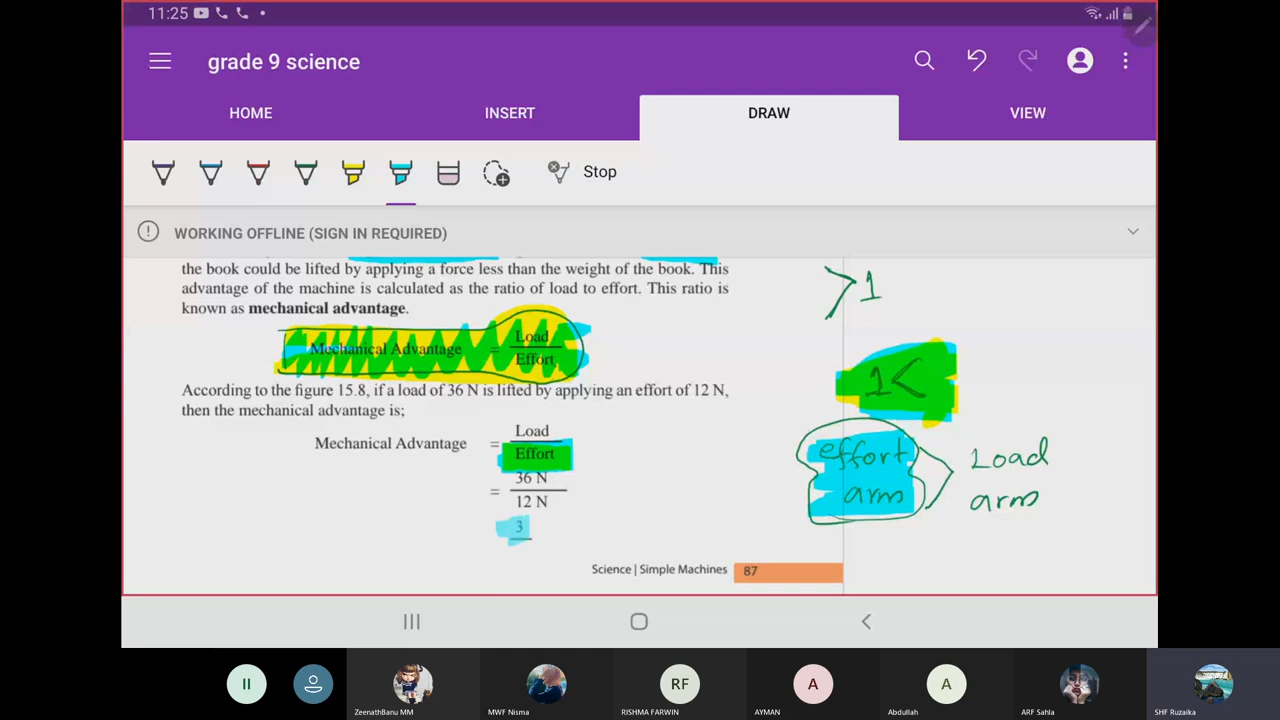 11:25
grade 9 science
HOME INSERT DRAW VIEW
Stop
WORKING OFFLINE (SIGN IN REQUIRED)
the book could be lifted by applying a force less than the weight of the book. This
advantage of the machine is calculated as the ratio of load to effort. This ratio is
known as mechanical advantage.
Mechanical Advantage = Load
Effort
According to the figure 15.8, if a load of 36 N is lifted by applying an effort of 12 N,
then the mechanical advantage is;
Mechanical Advantage = Load
Effort
= 36 N
12 N
3
Science | Simple Machines 87
>1
1<
effort > Load
arm arm
II
RF
A
A
ZeenathBanu MM
MWF Nisma
RISHMA FARWIN
AYMAN
Abdullah
ARF Sahla
SHF Ruzaika